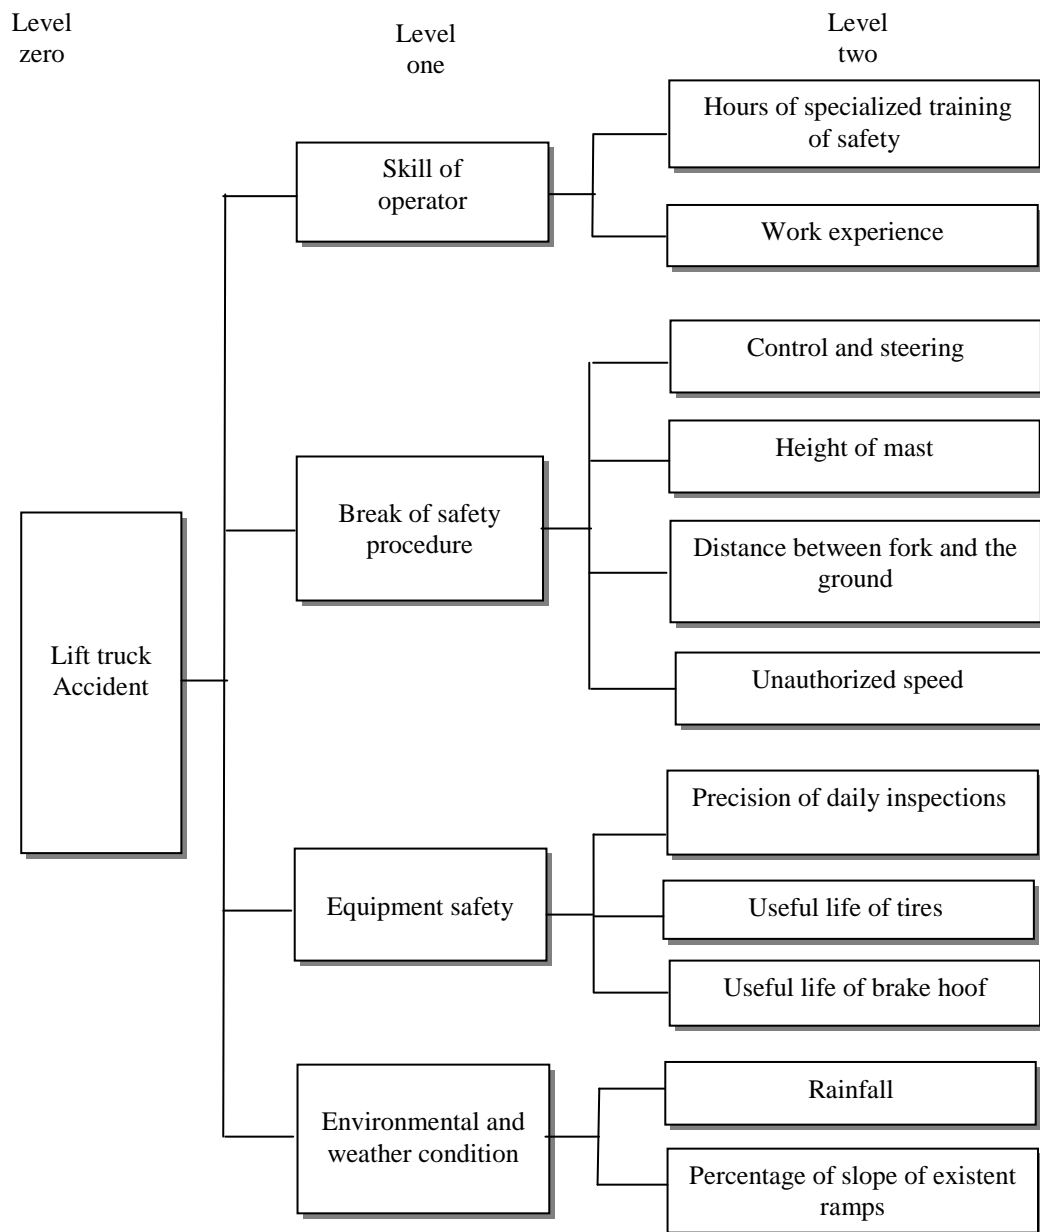 Level
zero
Level
one
Level
two
Hours of specialized training
of safety
Skill of
operator
Work experience
Control and steering
Height of mast
Break of safety
procedure
Distance between fork and the
ground
Unauthorized speed
Lift truck
Accident
Precision of daily inspections
Equipment safety
Useful life of tires
Useful life of brake hoof
Rainfall
Environmental and
weather condition
Percentage of slope of existent
ramps